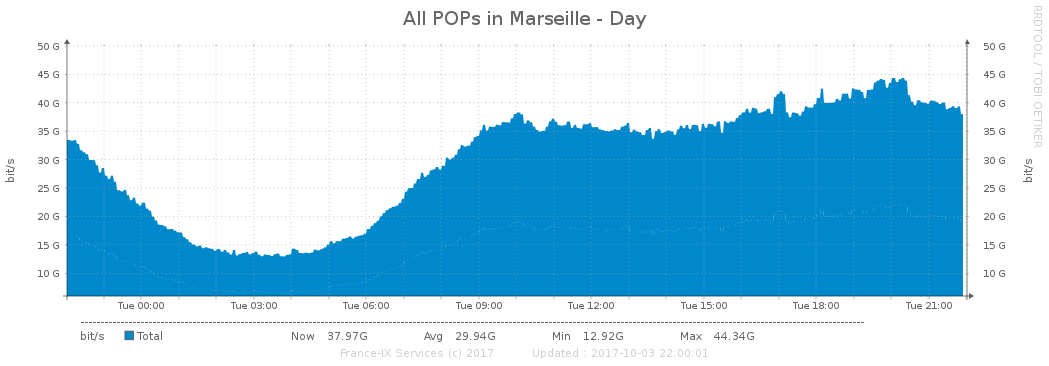 All POPs in Marseille - Day
RRDTOOL / TOBI OETIKER
50 G 50 G
45 G 45 G
40 G 40 G
35 G 35 G
30 G 30 G
25 G 25 G
20 G 20 G
15 G 15 G
10 G 10 G
bit/s bit/s
Tue 00:00 Tue 03:00 Tue 06:00 Tue 09:00 Tue 12:00 Tue 15:00 Tue 18:00 Tue 21:00
bit/s Total Now 37.97G Avg 29.94G Min 12.92G Max 44.34G
France-IX Services (c) 2017 Updated : 2017-10-03 22:00:01